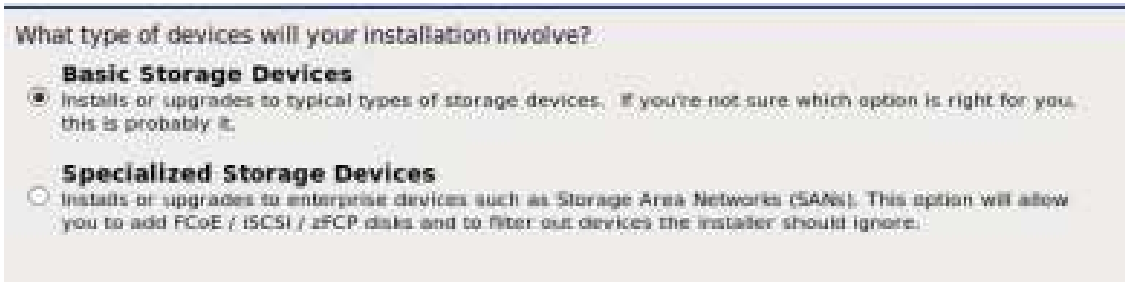 What type of devices will your installation involve?
Basic Storage Devices
Installs or upgrades to typical types of storage devices. If you're not sure which option is right for you,
this is probably it.
Specialized Storage Devices
Installs or upgrades to enterprise devices such as Storage Area Networks (SANs). This option will allow
you to add FCoE / iSCSI / zFCP disks and to filter out devices the installer should ignore.